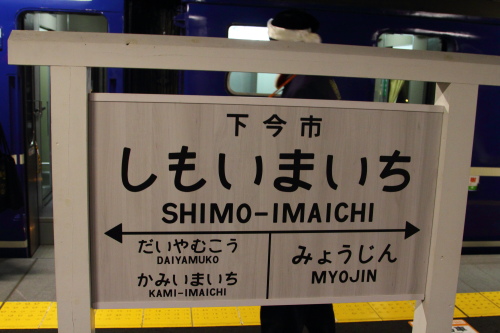 下今市
しもいまいち
SHIMO-IMAICHI
だいやむこう
DAIYAMUKO
かみいまいち
KAMI-IMAICHI
みょうじん
MYOJIN